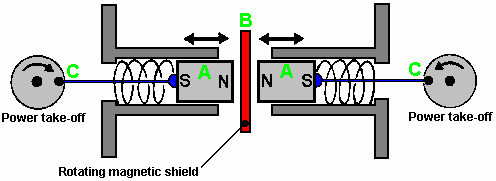 B
C
S
A
N
N
A
S
C
Power take-off
Power take-off
Rotating magnetic shield